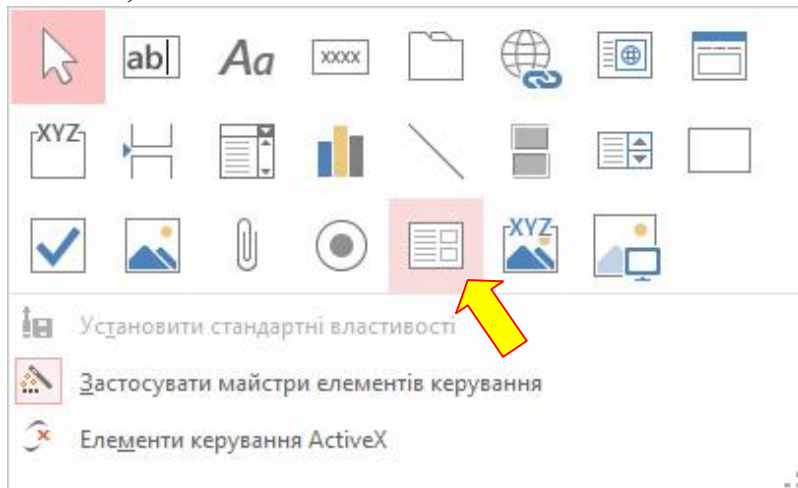 ab
Aa
xxxx
XYZ
XYZ
Установити стандартні властивості
Застосувати майстри елементів керування
Елементи керування ActiveX